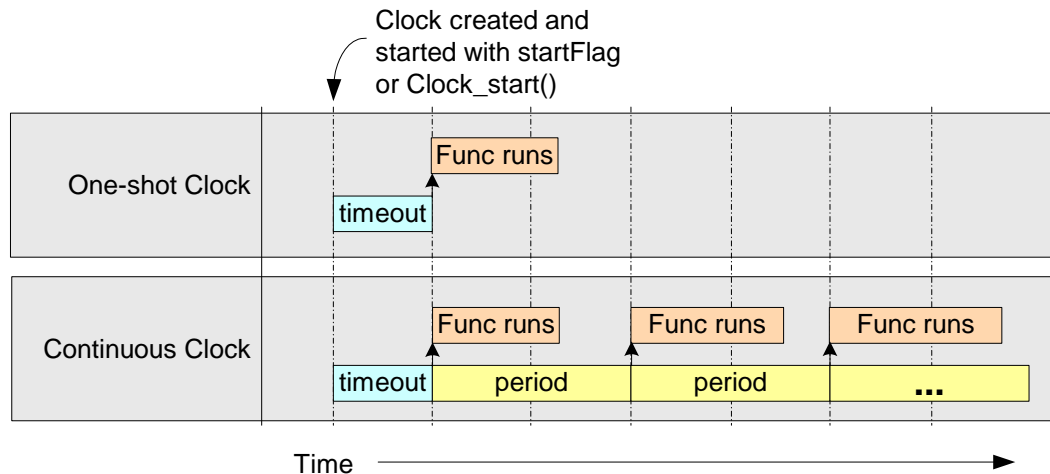 Clock created and
started with startFlag
or Clock_start()
One-shot Clock
Func runs
timeout
Continuous Clock
Func runs
Func runs
Func runs
timeout
period
period
...
Time